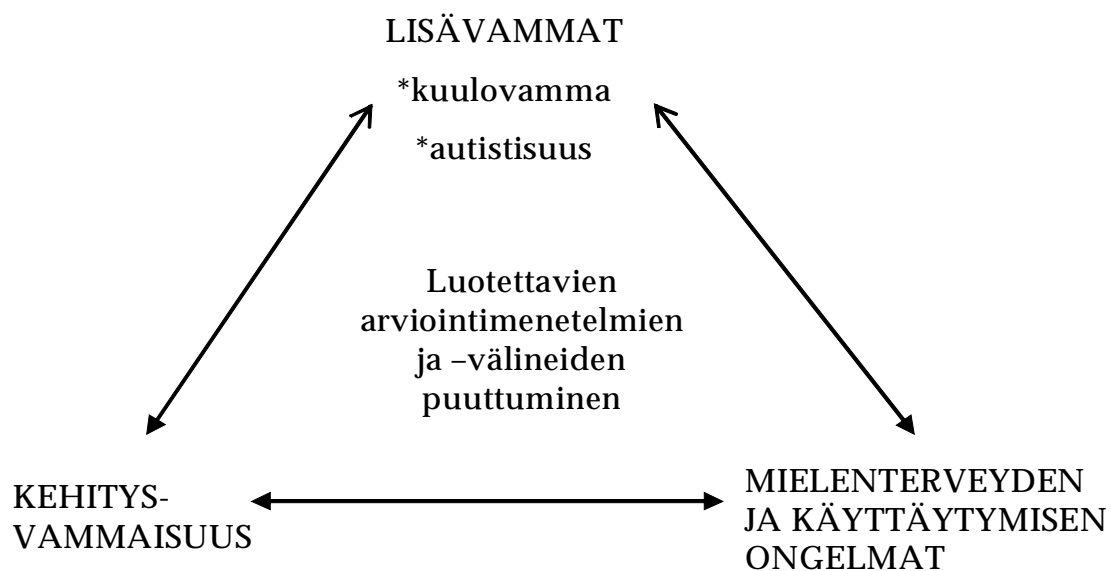 LISÄVAMMAT
*kuulovamma
*autistisuus
Luotettavien
arviointimenetelmien
ja –välineiden
puuttuminen
KEHITYS-
VAMMAISUUS
MIELENTERVEYDEN
JA KÄYTTÄYTYMISEN
ONGELMAT